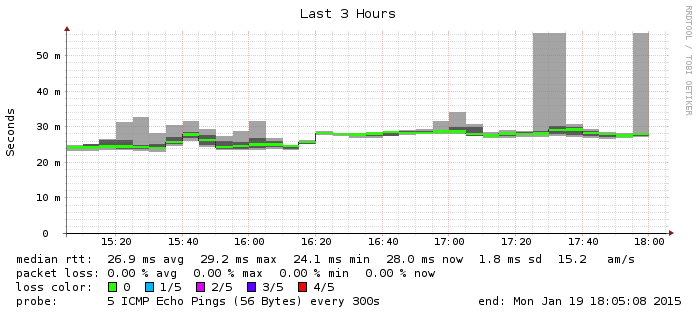 Last 3 Hours
RRDTOOL / TOBI OETIKER
Seconds
50 m
40 m
30 m
20 m
10 m
0
15:20 15:40 16:00 16:20 16:40 17:00 17:20 17:40 18:00
median rtt: 26.9 ms avg 29.2 ms max 24.1 ms min 28.0 ms now 1.8 ms sd 15.2 am/s
packet loss: 0.00 % avg 0.00 % max 0.00 % min 0.00 % now
loss color: 0 1/5 2/5 3/5 4/5
probe: 5 ICMP Echo Pings (56 Bytes) every 300s end: Mon Jan 19 18:05:08 2015